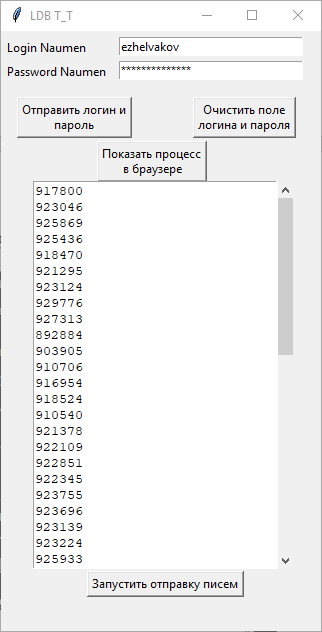 LDB T_T
Login Naumen ezhelvakov
Password Naumen **************
Отправить логин и
пароль
Очистить поле
логина и пароля
Показать процесс
в браузере
917800
923046
925869
925436
918470
921295
923124
929776
927313
892884
903905
910706
916954
918524
910540
921378
922109
922851
922345
923755
923696
923139
923224
925933
Запустить отправку писем